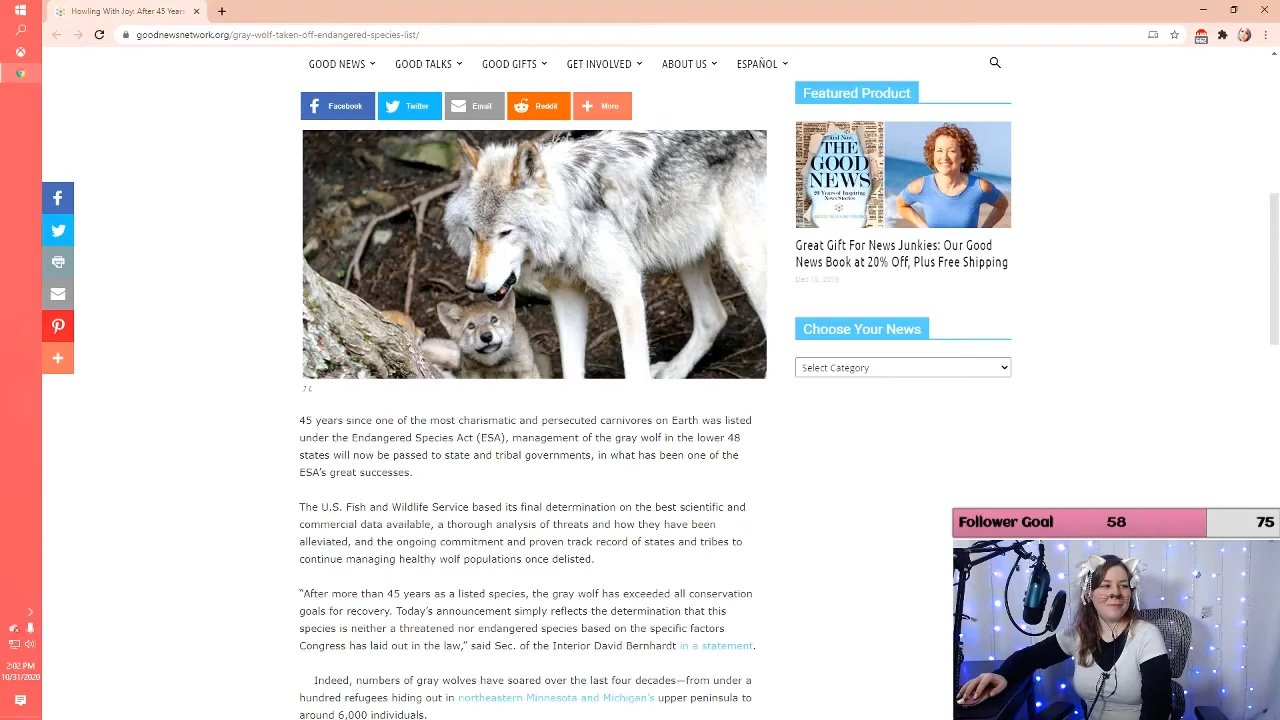 Howling With Joy: After 45 Years
goodnewsnetwork.org/gray-wolf-taken-off-endangered-species-list/
GOOD NEWS GOOD TALKS GOOD GIFTS GET INVOLVED ABOUT US ESPAÑOL
Facebook Twitter Email Reddit More
45 years since one of the most charismatic and persecuted carnivores on Earth was listed
under the Endangered Species Act (ESA), management of the gray wolf in the lower 48
states will now be passed to state and tribal governments, in what has been one of the
ESA’s great successes.
The U.S. Fish and Wildlife Service based its final determination on the best scientific and
commercial data available, a thorough analysis of threats and how they have been
alleviated, and the ongoing commitment and proven track record of states and tribes to
continue managing healthy wolf populations once delisted.
“After more than 45 years as a listed species, the gray wolf has exceeded all conservation
goals for recovery. Today’s announcement simply reflects the determination that this
species is neither a threatened nor endangered species based on the specific factors
Congress has laid out in the law,” said Sec. of the Interior David Bernhardt in a statement.
Indeed, numbers of gray wolves have soared over the last four decades—from under a
hundred refugees hiding out in northeastern Minnesota and Michigan’s upper peninsula to
around 6,000 individuals.
Featured Product
and Now,
THE
GOOD
NEWS
20 Years of Inspiring
News Stories
Great Gift For News Junkies: Our Good
News Book at 20% Off, Plus Free Shipping
Choose Your News
Select Category
Follower Goal 58 75
2:02 PM
10/31/2020